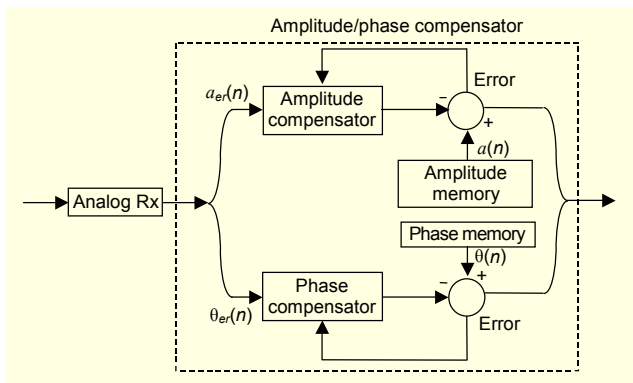 Amplitude/phase compensator
Error
aer(n)
Amplitude
compensator
−
+
a(n)
Amplitude
memory
Analog Rx
Phase memory
θ(n)
+
Phase
compensator
−
θer(n)
Error